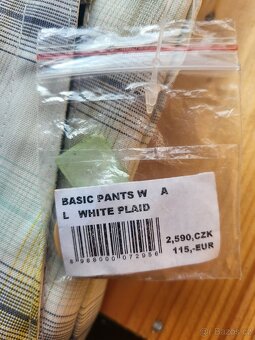 BASIC PANTS W A
L WHITE PLAID
2,590,CZK
115,-EUR